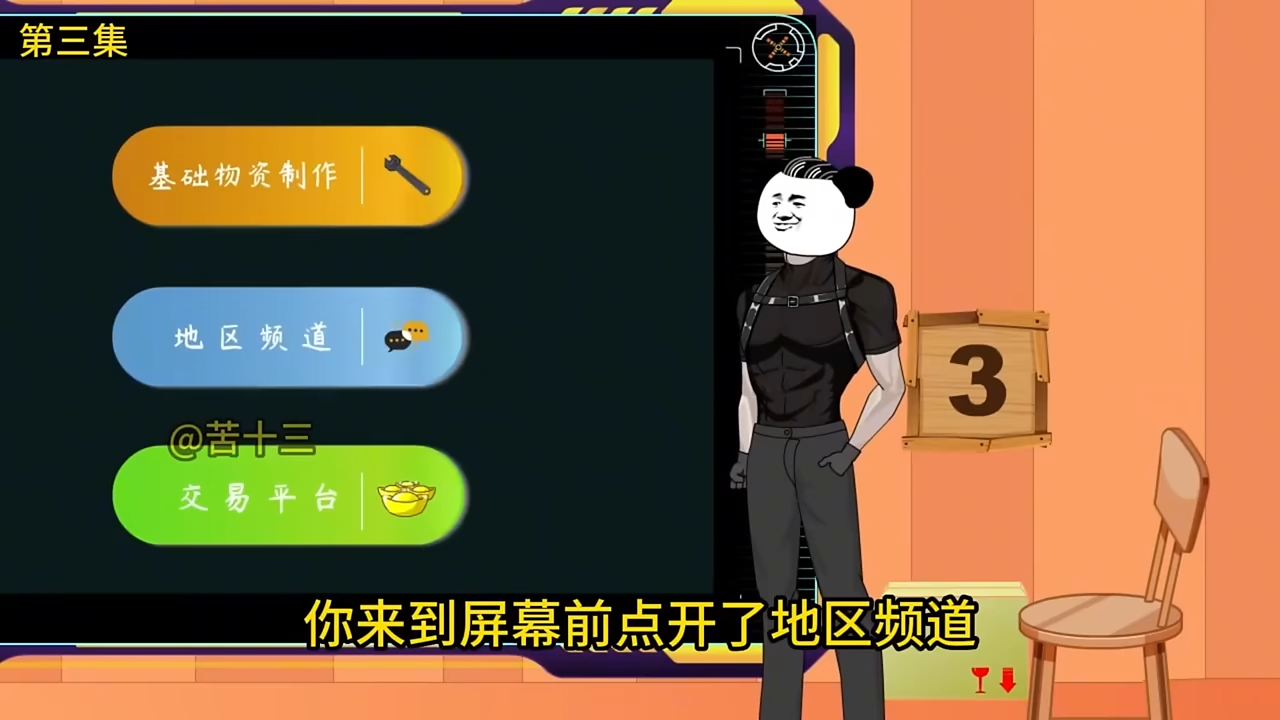 第三集
基础物资制作
地区频道
@苦十三
交易平台
3
你来到屏幕前点开了地区频道